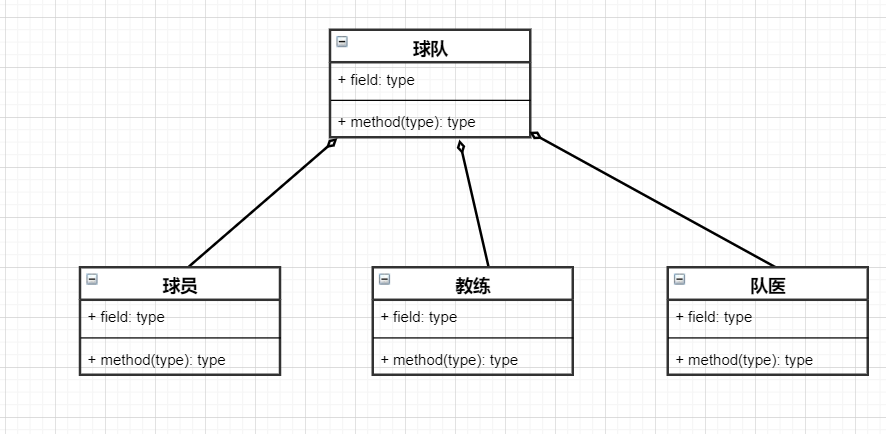 球队
+ field: type
+ method(type): type
球员
+ field: type
+ method(type): type
教练
+ field: type
+ method(type): type
队医
+ field: type
+ method(type): type